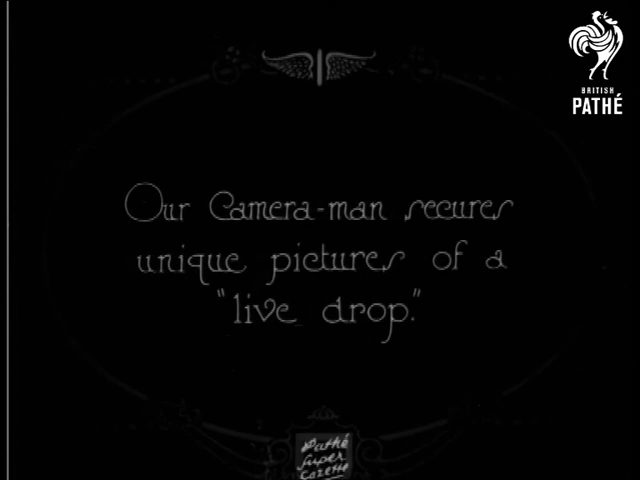 BRITISH
PATHÉ
Our Camera-man secures
unique pictures of a
"live drop."
Pathé
Super
Gazette